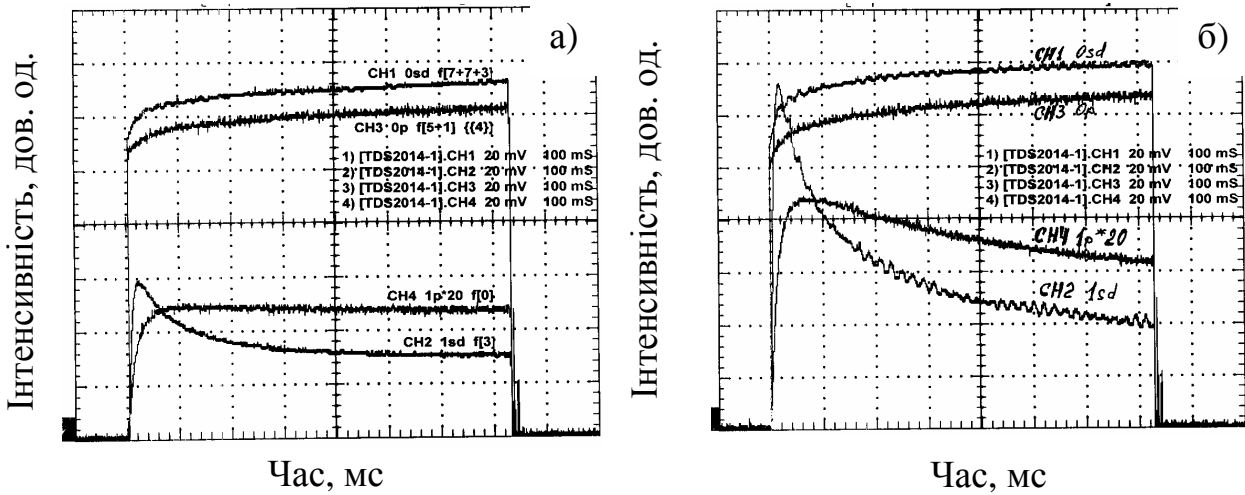 Інтенсивність, дов. од.
а)
CH1 0sd f[7+7+3}
CH3 0p f[5+1] {{4}}
1) [TDS2014-1].CH1 20 mV 100 mS
2) [TDS2014-1].CH2 20 mV 100 mS
3) [TDS2014-1].CH3 20 mV 100 mS
4) [TDS2014-1].CH4 20 mV 100 mS
CH4 1p*20 f[0}
CH2 1sd f[3}
Час, мс
Інтенсивність, дов. од.
б)
CH1 0sd
CH3 0p
1) [TDS2014-1].CH1 20 mV 100 mS
2) [TDS2014-1].CH2 20 mV 100 mS
3) [TDS2014-1].CH3 20 mV 100 mS
4) [TDS2014-1].CH4 20 mV 100 mS
CH4 1p*20
CH2 1sd
Час, мс